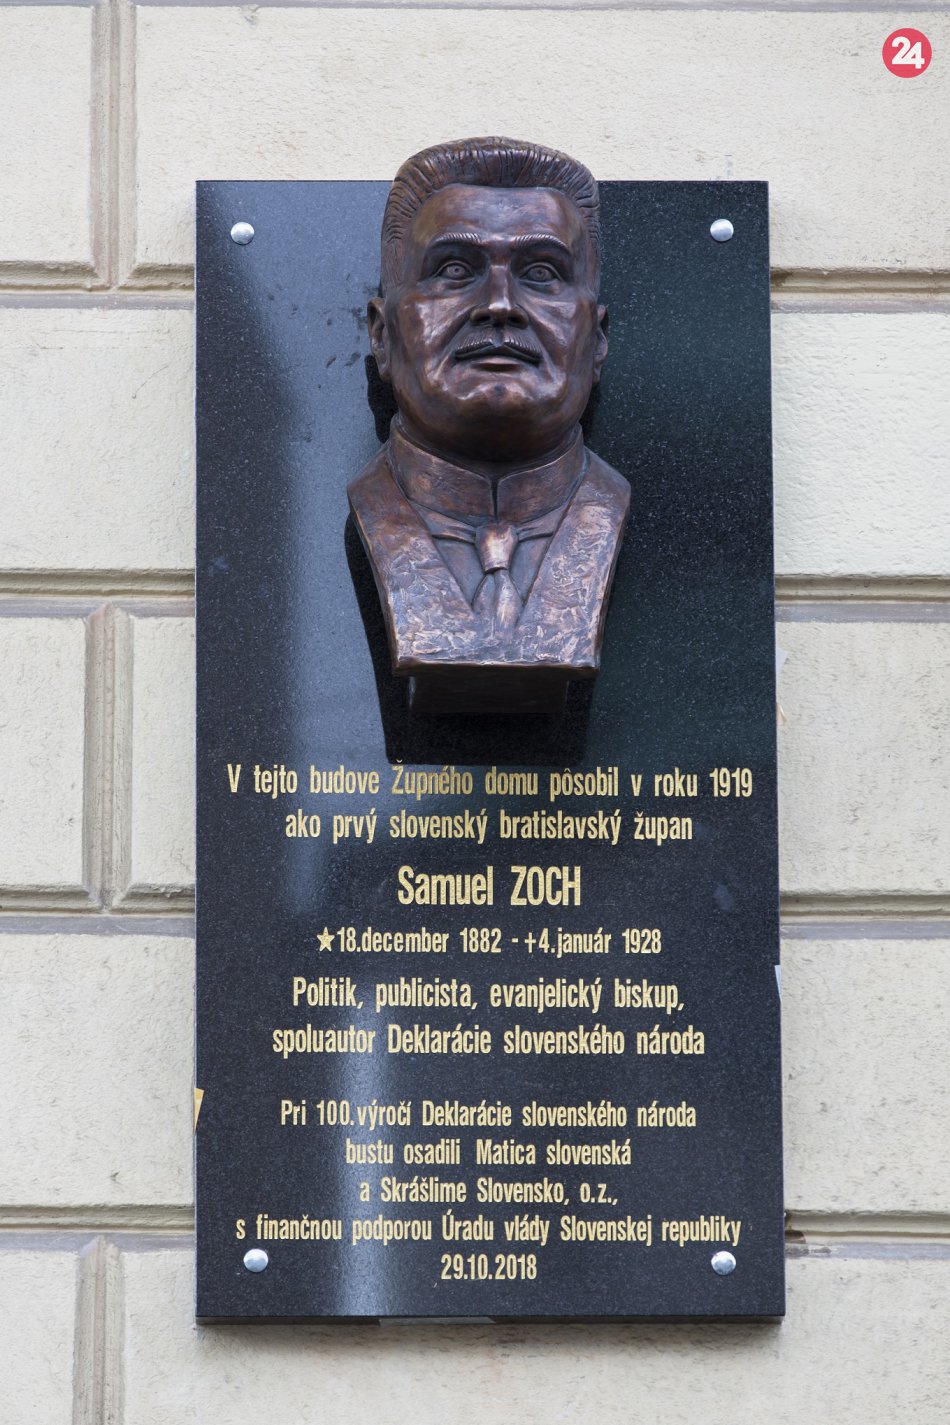 24
V tejto budove Župného domu pôsobil v roku 1919
ako prvý slovenský bratislavský župan
Samuel ZOCH
★18.december 1882 - +4.január 1928
Politik, publicista, evanjelický biskup,
spoluautor Deklarácie slovenského národa
Pri 100.výročí Deklarácie slovenského národa
bustu osadili Matica slovenská
a Skrášlime Slovensko, o.z.,
s finančnou podporou Úradu vlády Slovenskej republiky
29.10.2018